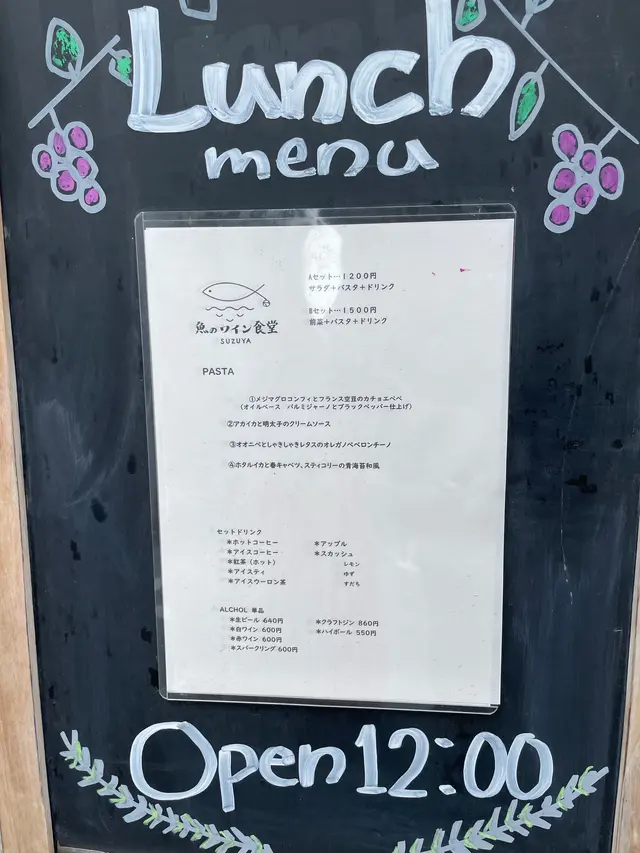 Lunch
menu
Aセット…1200円
サラダ+パスタ+ドリンク
Bセット…1500円
前菜+パスタ+ドリンク
魚のワイン食堂
SUZUYA
PASTA
①メジマグロコンフィとフランス空豆のカチョエペペ
(オイルベース パルミジャーノとブラックペッパー仕上げ)
②アカイカと明太子のクリームソース
③オオニベとしゃきしゃきレタスのオレガノペペロンチーノ
④ホタルイカと春キャベツ、スティコリーの青海苔和風
セットドリンク
*ホットコーヒー
*アイスコーヒー
*紅茶(ホット)
*アイスティ
*アイスウーロン茶
*アップル
*スカッシュ
レモン
ゆず
すだち
ALCHOL 単品
*生ビール 640円
*白ワイン 600円
*赤ワイン 600円
*スパークリング 600円
*クラフトジン 860円
*ハイボール 550円
Open 12:00